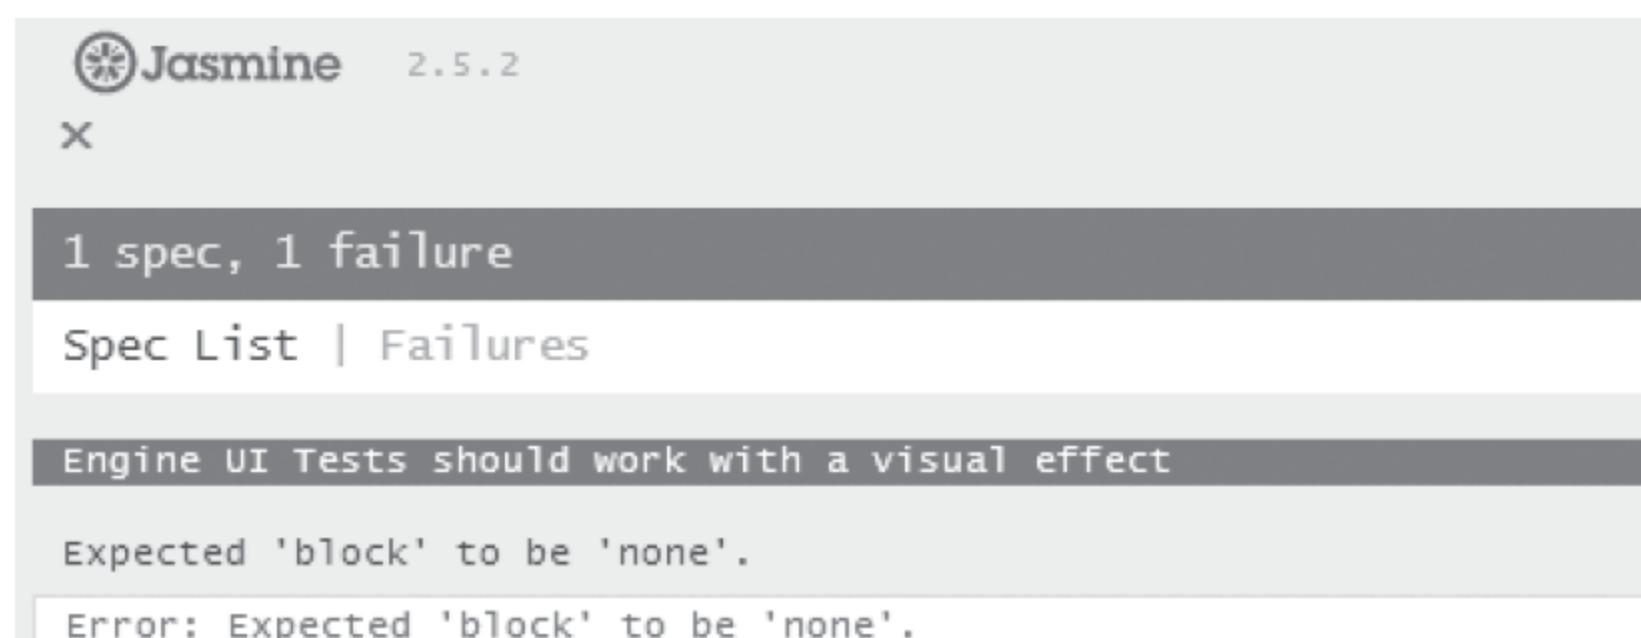 Jasmine 2.5.2
×
1 spec, 1 failure
Spec List | Failures
Engine UI Tests should work with a visual effect
Expected 'block' to be 'none'.
Error: Expected 'block' to be 'none'.